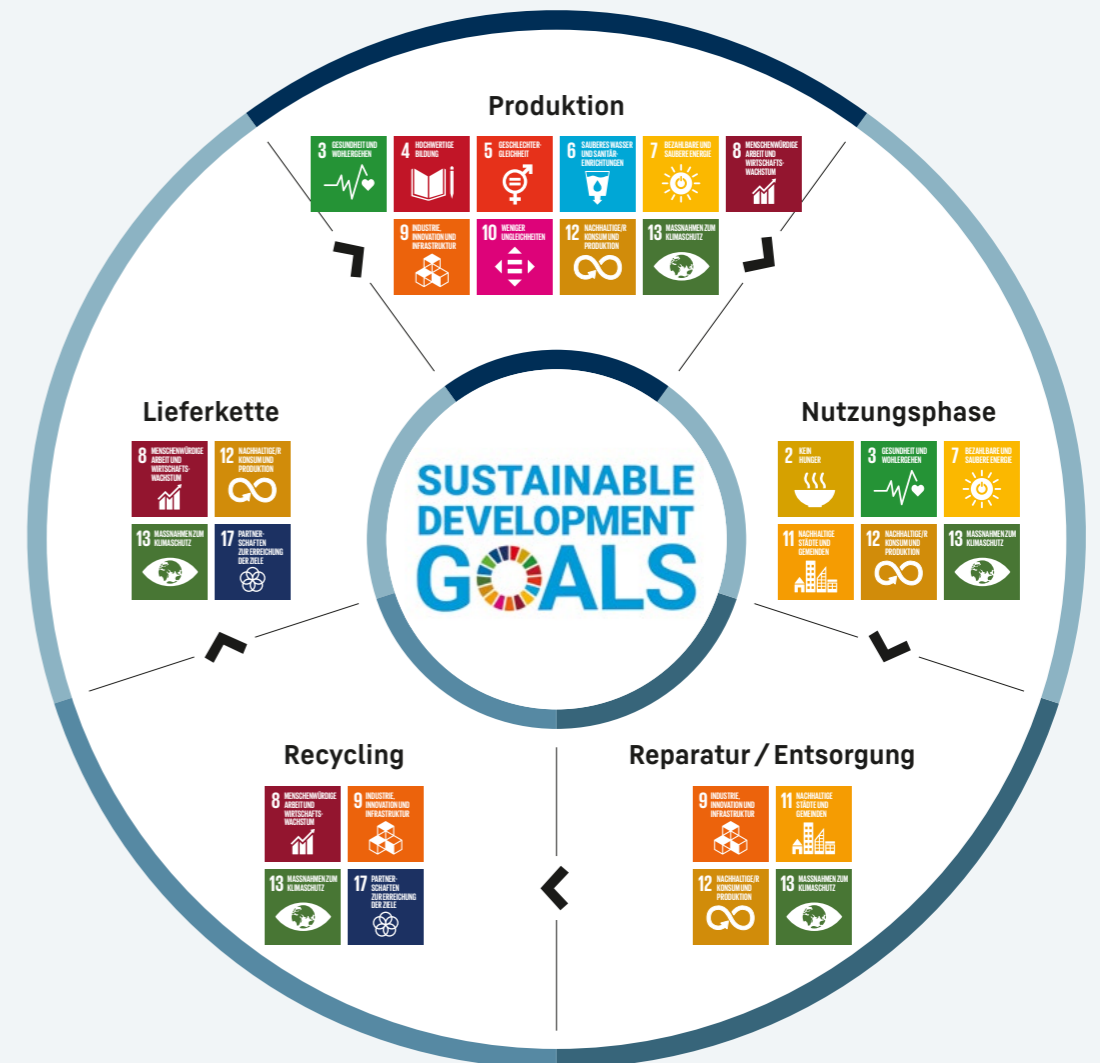 Produktion
3 GESUNDHEIT UND
WOHLERGEHEN
4 HOCHWERTIGE
BILDUNG
5 GESCHLECHTER-
GLEICHHEIT
6 SAUBERES WASSER
UND SANITÄR-
EINRICHTUNGEN
7 BEZAHLBARE UND
SAUBERE ENERGIE
8 MENSCHENWÜRDIGE
ARBEIT UND
WIRTSCHAFTS-
WACHSTUM
9 INDUSTRIE,
INNOVATION UND
INFRASTRUKTUR
10 WENIGER
UNGLEICHHEITEN
12 NACHHALTIGE/R
KONSUM UND
PRODUKTION
13 MASSNAHMEN ZUM
KLIMASCHUTZ
Lieferkette
8 MENSCHENWÜRDIGE
ARBEIT UND
WIRTSCHAFTS-
WACHSTUM
12 NACHHALTIGE/R
KONSUM UND
PRODUKTION
13 MASSNAHMEN ZUM
KLIMASCHUTZ
17 PARTNER-
SCHAFTEN
ZUR ERREICHUNG
DER ZIELE
SUSTAINABLE
DEVELOPMENT
GOALS
Nutzungsphase
2 KEIN
HUNGER
3 GESUNDHEIT UND
WOHLERGEHEN
7 BEZAHLBARE UND
SAUBERE ENERGIE
11 NACHHALTIGE
STÄDTE UND
GEMEINDEN
12 NACHHALTIGE/R
KONSUM UND
PRODUKTION
13 MASSNAHMEN ZUM
KLIMASCHUTZ
Recycling
8 MENSCHENWÜRDIGE
ARBEIT UND
WIRTSCHAFTS-
WACHSTUM
9 INDUSTRIE,
INNOVATION UND
INFRASTRUKTUR
13 MASSNAHMEN ZUM
KLIMASCHUTZ
17 PARTNER-
SCHAFTEN
ZUR ERREICHUNG
DER ZIELE
Reparatur / Entsorgung
9 INDUSTRIE,
INNOVATION UND
INFRASTRUKTUR
11 NACHHALTIGE
STÄDTE UND
GEMEINDEN
12 NACHHALTIGE/R
KONSUM UND
PRODUKTION
13 MASSNAHMEN ZUM
KLIMASCHUTZ